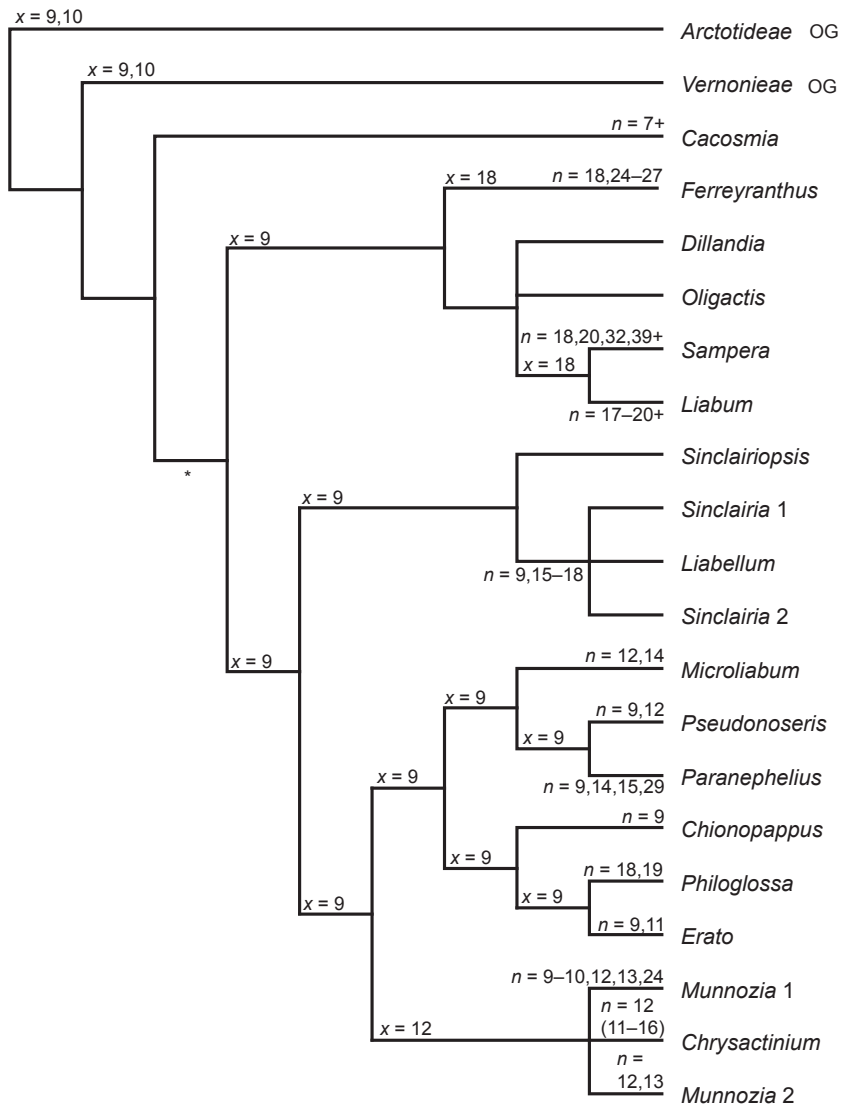 x = 9,10
Arctotideae OG
x = 9,10
Vernonieae OG
n = 7+
Cacosmia
x = 18
n = 18,24–27
Ferreyranthus
x = 9
Dillandia
Oligactis
n = 18,20,32,39+
Sampera
x = 18
Liabum
n = 17–20+
Sinclairiopsis
*
x = 9
Sinclairia 1
Liabellum
n = 9,15–18
Sinclairia 2
x = 9
n = 12,14
Microliabum
x = 9
n = 9,12
Pseudonoseris
x = 9
x = 9
Paranephelius
n = 9,14,15,29
n = 9
Chionopappus
x = 9
n = 18,19
Philoglossa
x = 9
x = 9
n = 9,11
Erato
n = 9–10,12,13,24
Munnozia 1
n = 12
(11–16)
x = 12
Chrysactinium
n =
12,13
Munnozia 2